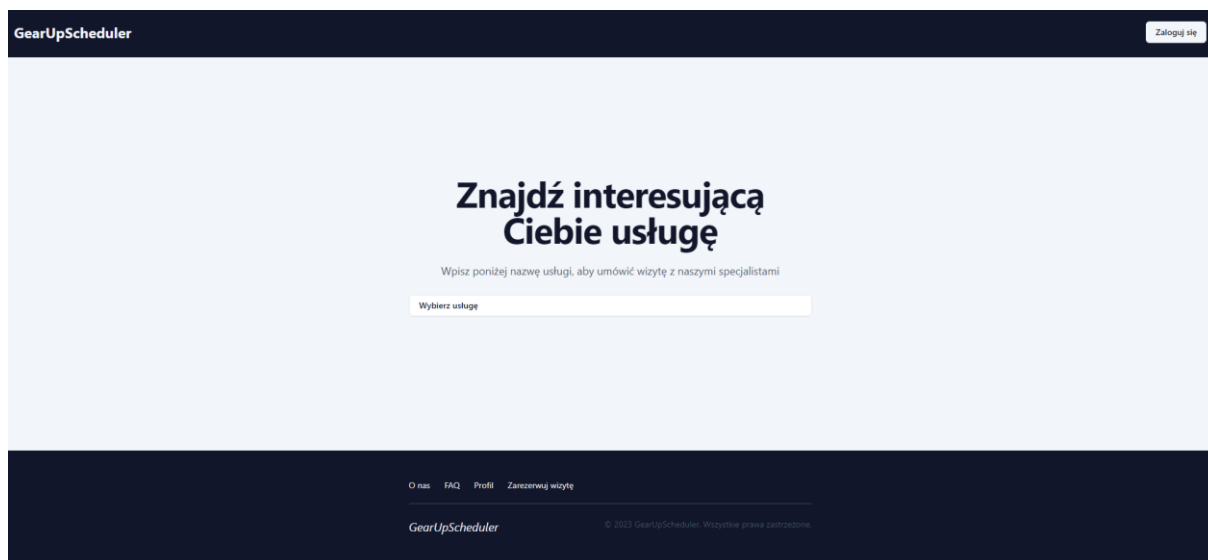 GearUpScheduler
Zaloguj się
Znajdź interesującą
Ciebie usługę
Wpisz poniżej nazwę usługi, aby umówić wizytę z naszymi specjalistami
Wybierz usługę
O nas FAQ Profil Zarezerwuj wizytę
GearUpScheduler
© 2023 GearUpScheduler. Wszystkie prawa zastrzeżone.